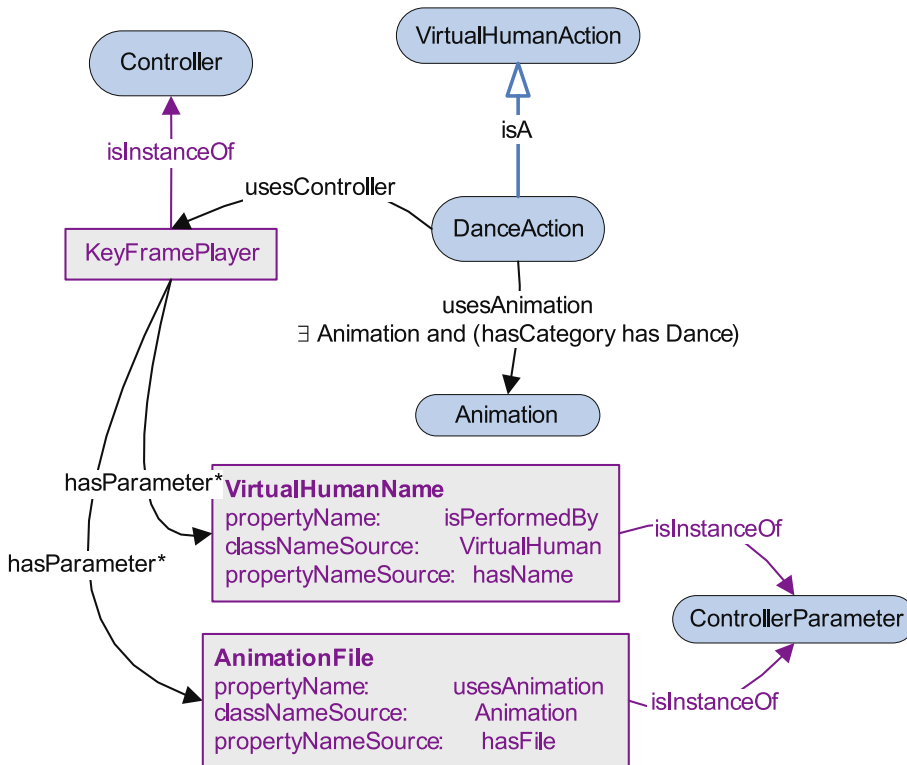 VirtualHumanAction
Controller
isA
isInstanceOf
usesController
DanceAction
KeyFramePlayer
usesAnimation
∃ Animation and (hasCategory has Dance)
Animation
hasParameter*
VirtualHumanName
propertyName: isPerformedBy
classNameSource: VirtualHuman
propertyNameSource: hasName
isInstanceOf
hasParameter*
ControllerParameter
AnimationFile
propertyName: usesAnimation
classNameSource: Animation
propertyNameSource: hasFile
isInstanceOf